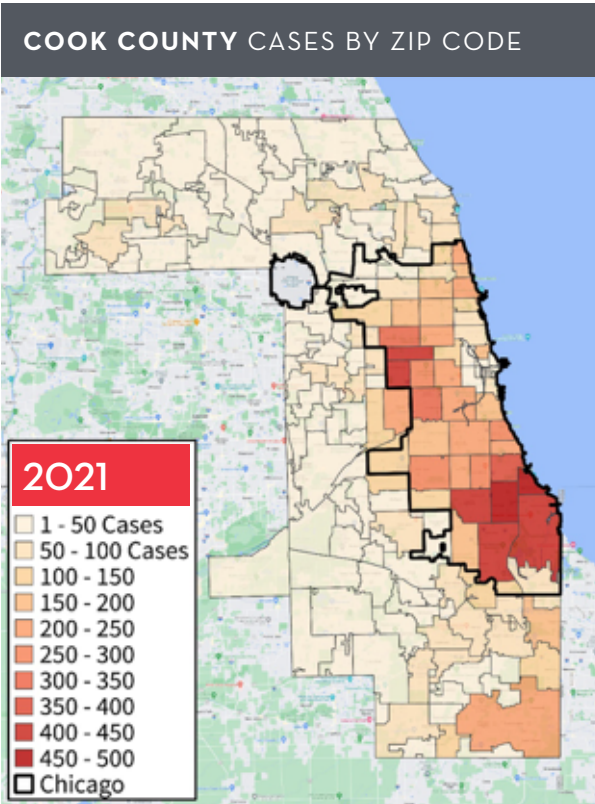 COOK COUNTY CASES BY ZIP CODE
2021
1 - 50 Cases
50 - 100 Cases
100 - 150
150 - 200
200 - 250
250 - 300
300 - 350
350 - 400
400 - 450
450 - 500
Chicago